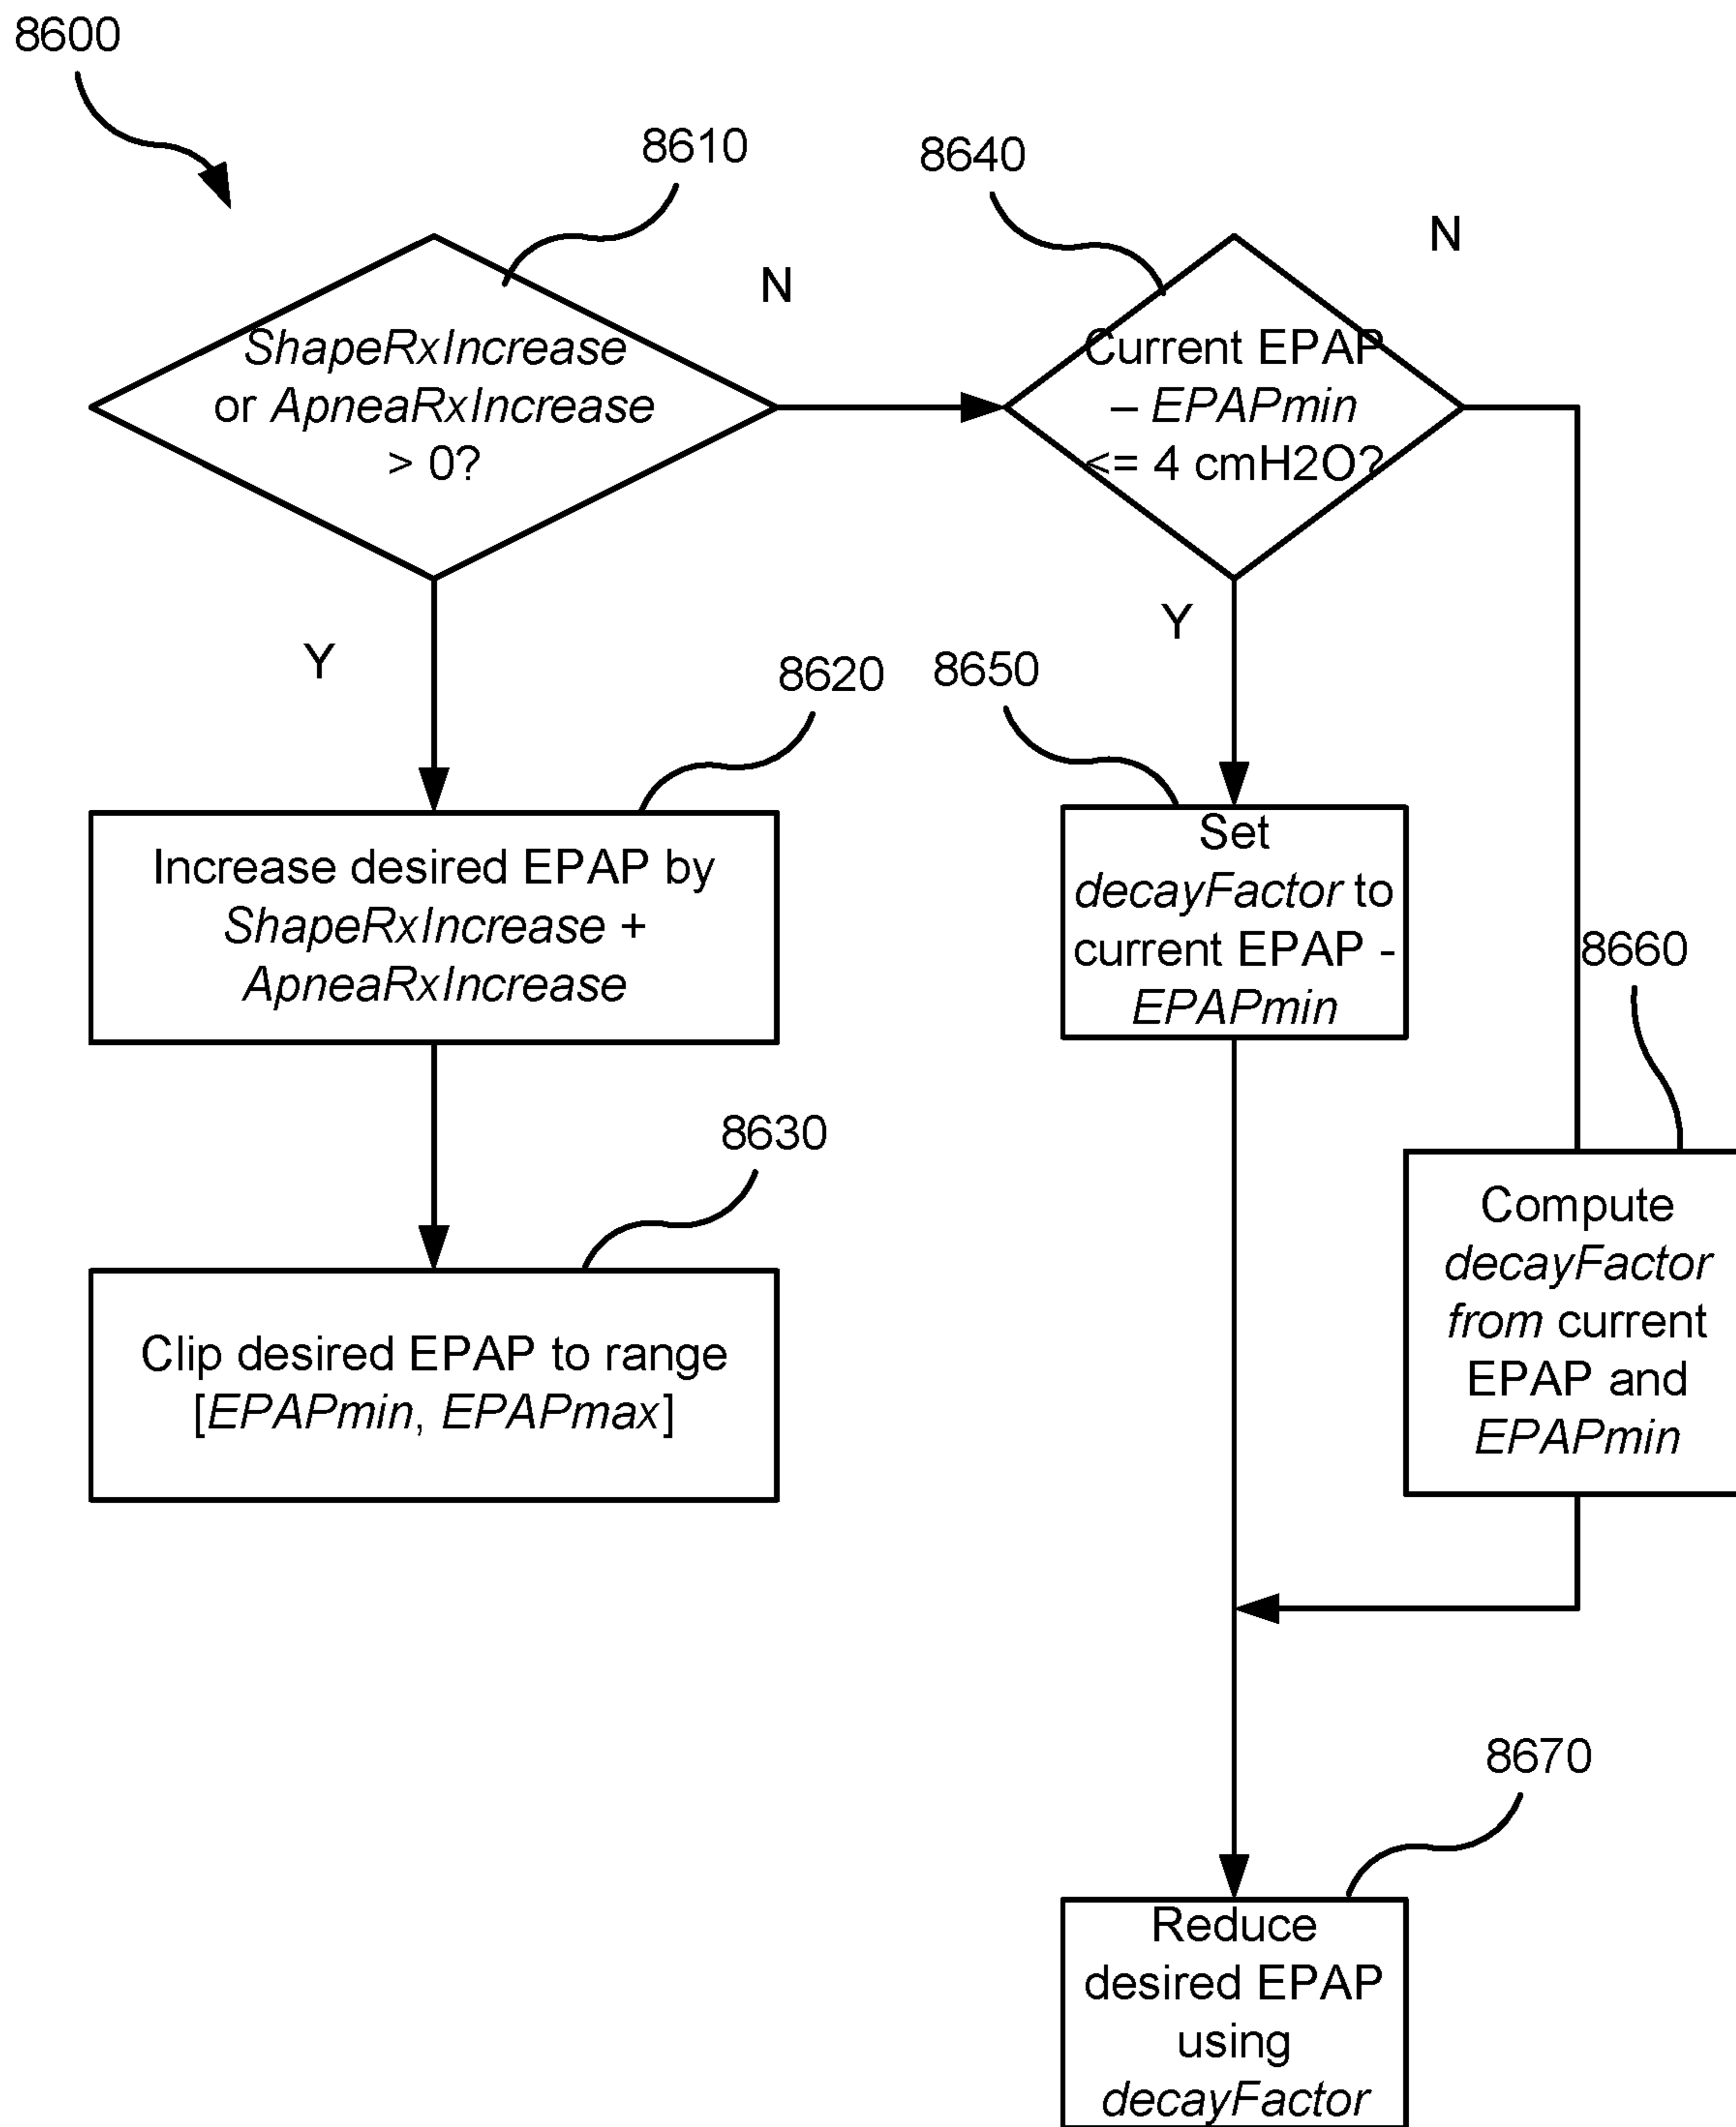 8600
8610
8640
N
N
ShapeRxIncrease
or ApneaRxIncrease
> 0?
Current EPAP
– EPAPmin
<= 4 cmH2O?
Y
Y
8620
8650
Increase desired EPAP by
ShapeRxIncrease +
ApneaRxIncrease
Set
decayFactor to
current EPAP -
EPAPmin
8660
8630
Compute
decayFactor
from current
EPAP and
EPAPmin
Clip desired EPAP to range
[EPAPmin, EPAPmax]
8670
Reduce
desired EPAP
using
decayFactor